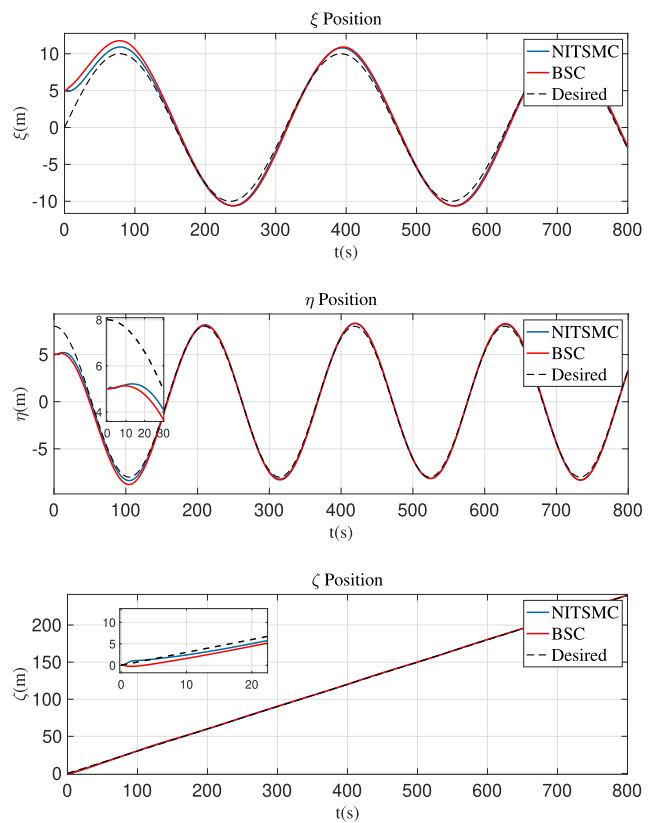 ξ Position
10
5
0
-5
-10
ξ(m)
NITSMC
BSC
Desired
0 100 200 300 400 500 600 700 800
t(s)
η Position
5
0
-5
η(m)
8
6
4
0 10 20 30
NITSMC
BSC
Desired
0 100 200 300 400 500 600 700 800
t(s)
ζ Position
200
150
100
50
0
ζ(m)
10
5
0
0 10 20
NITSMC
BSC
Desired
0 100 200 300 400 500 600 700 800
t(s)